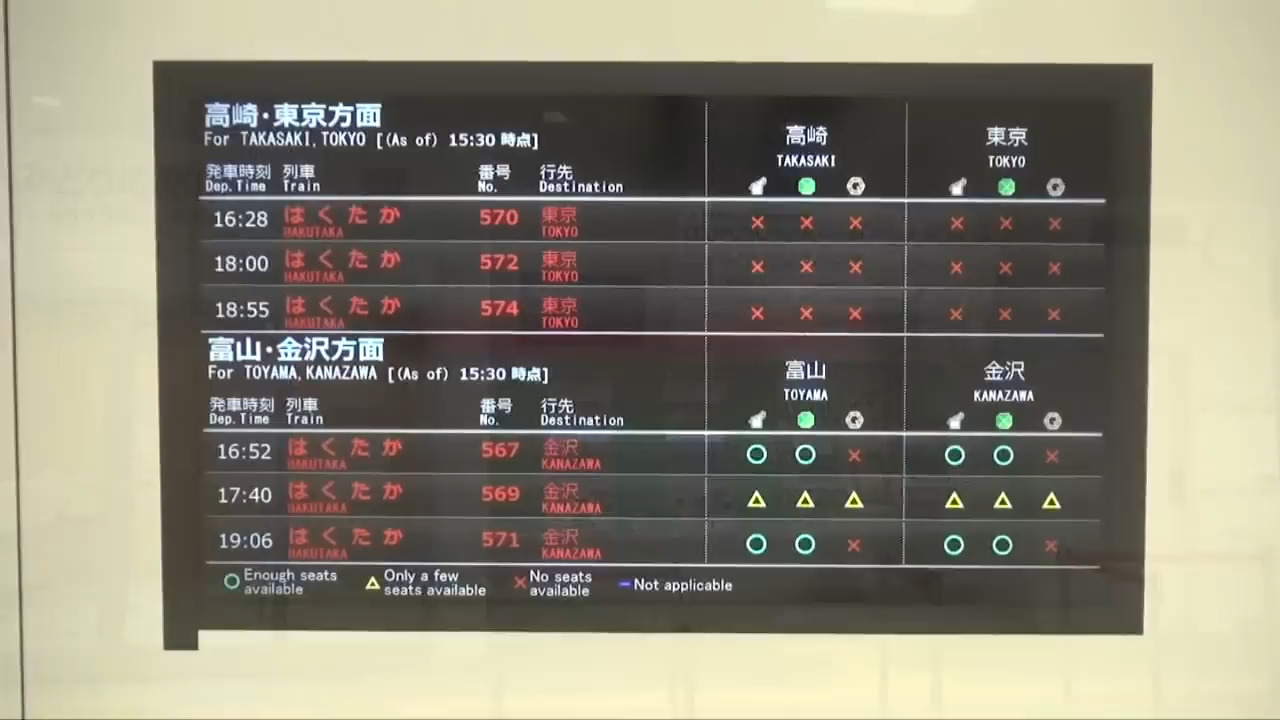 高崎・東京方面
For TAKASAKI,TOKYO [(As of) 15:30 時点]
高崎 東京
TAKASAKI TOKYO
発車時刻 列車 番号 行先
Dep.Time Train No. Destination
16:28 はくたか 570 東京 × × × × × ×
HAKUTAKA TOKYO
18:00 はくたか 572 東京 × × × × × ×
HAKUTAKA TOKYO
18:55 はくたか 574 東京 × × × × × ×
HAKUTAKA TOKYO
富山・金沢方面
For TOYAMA,KANAZAWA [(As of) 15:30 時点]
富山 金沢
TOYAMA KANAZAWA
発車時刻 列車 番号 行先
Dep.Time Train No. Destination
16:52 はくたか 567 金沢 ○ ○ × ○ ○ ×
HAKUTAKA KANAZAWA
17:40 はくたか 569 金沢 △ △ △ △ △ △
HAKUTAKA KANAZAWA
19:06 はくたか 571 金沢 ○ ○ × ○ ○ ×
HAKUTAKA KANAZAWA
○ Enough seats available △ Only a few seats available × No seats available － Not applicable